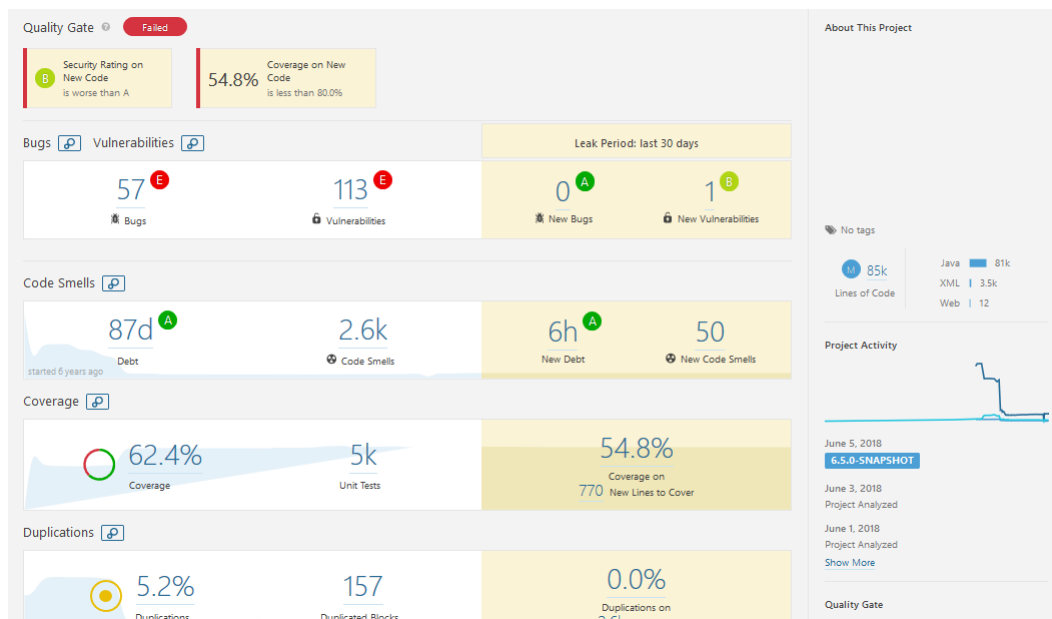 Quality Gate ? Failed
B
Security Rating on
New Code
is worse than A
54.8%
Coverage on New
Code
is less than 80.0%
Bugs Vulnerabilities
Leak Period: last 30 days
57 E
Bugs
113 E
Vulnerabilities
0 A
New Bugs
1 B
New Vulnerabilities
Code Smells
87d A
Debt
started 6 years ago
2.6k
Code Smells
6h A
New Debt
50
New Code Smells
Coverage
62.4%
Coverage
5k
Unit Tests
54.8%
Coverage on
770 New Lines to Cover
Duplications
5.2%
Duplications
157
Duplicated Blocks
0.0%
Duplications on
About This Project
No tags
M 85k
Lines of Code
Java 81k
XML 3.5k
Web 12
Project Activity
June 5, 2018
6.5.0-SNAPSHOT
June 3, 2018
Project Analyzed
June 1, 2018
Project Analyzed
Show More
Quality Gate